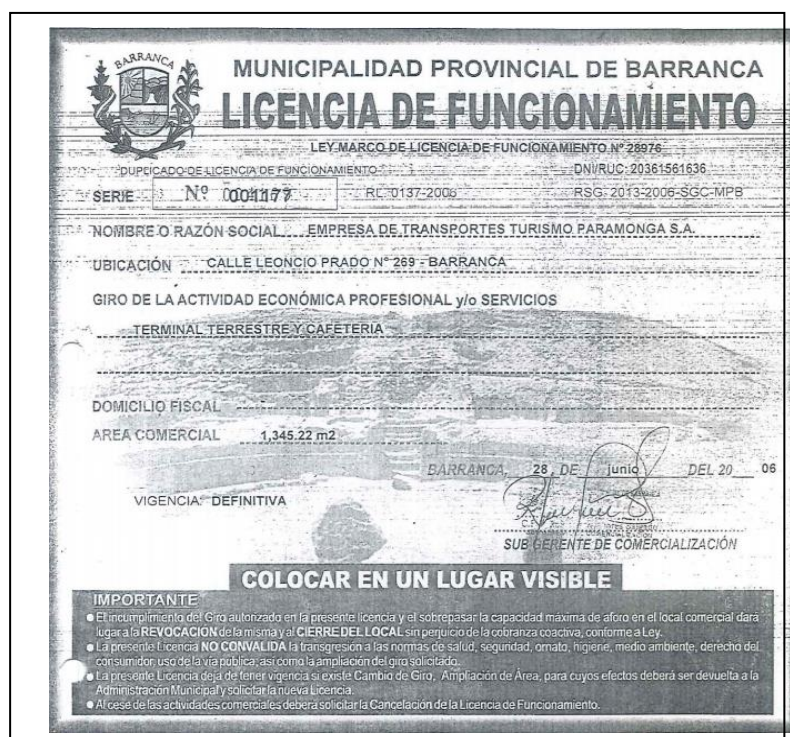 BARRANCA
MUNICIPALIDAD PROVINCIAL DE BARRANCA
LICENCIA DE FUNCIONAMIENTO
LEY MARCO DE LICENCIA DE FUNCIONAMIENTO Nº 28976
DUPLICADO DE LICENCIA DE FUNCIONAMIENTO DNI/RUC: 20361561636
SERIE Nº 004177 RL. 0137-2006 RSG. 2013-2006-SGC-MPB
NOMBRE O RAZÓN SOCIAL EMPRESA DE TRANSPORTES TURISMO PARAMONGA S.A.
UBICACIÓN CALLE LEONCIO PRADO Nº 269 - BARRANCA
GIRO DE LA ACTIVIDAD ECONÓMICA PROFESIONAL y/o SERVICIOS
TERMINAL TERRESTRE Y CAFETERIA
DOMICILIO FISCAL
AREA COMERCIAL 1,345.22 m2
BARRANCA, 28 DE junio DEL 20 06
VIGENCIA: DEFINITIVA
SUB GERENTE DE COMERCIALIZACIÓN
COLOCAR EN UN LUGAR VISIBLE
IMPORTANTE
● El incumplimiento del Giro autorizado en la presente licencia y el sobrepasar la capacidad máxima de aforo en el local comercial dará
lugar a la REVOCACION de la misma y al CIERRE DEL LOCAL sin perjuicio de la cobranza coactiva, conforme a Ley.
● La presente Licencia NO CONVALIDA la transgresión a las normas de salud, seguridad, ornato, higiene, medio ambiente, derecho del
consumidor, uso de la via publica, asi como la ampliación del giro solicitado.
● La presente Licencia deja de tener vigencia si existe Cambio de Giro, Ampliación de Área, para cuyos efectos deberá ser devuelta a la
Administración Municipal y solicitar la nueva Licencia.
● Al cese de las actividades comerciales deberá solicitar la Cancelación de la Licencia de Funcionamiento.